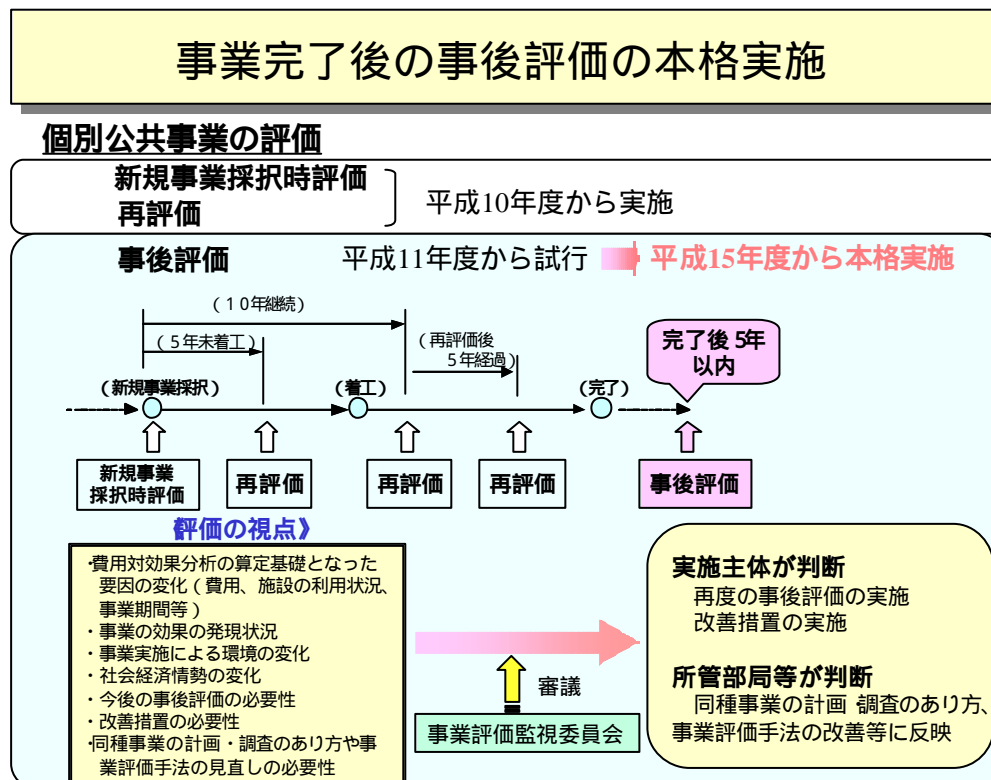 事業完了後の事後評価の本格実施
個別公共事業の評価
新規事業採択時評価
再評価
平成10年度から実施
事後評価
平成11年度から試行
平成15年度から本格実施
(10年継続)
(5年未着工)
(再評価後
5年経過)
完了後5年
以内
(新規事業採択)
(着工)
(完了)
新規事業
採択時評価
再評価
再評価
再評価
事後評価
評価の視点》
・費用対効果分析の算定基礎となった
要因の変化(費用、施設の利用状況、
事業期間等)
・事業の効果の発現状況
・事業実施による環境の変化
・社会経済情勢の変化
・今後の事後評価の必要性
・改善措置の必要性
・同種事業の計画・調査のあり方や事
業評価手法の見直しの必要性
審議
事業評価監視委員会
実施主体が判断
再度の事後評価の実施
改善措置の実施
所管部局等が判断
同種事業の計画 調査のあり方、
事業評価手法の改善等に反映